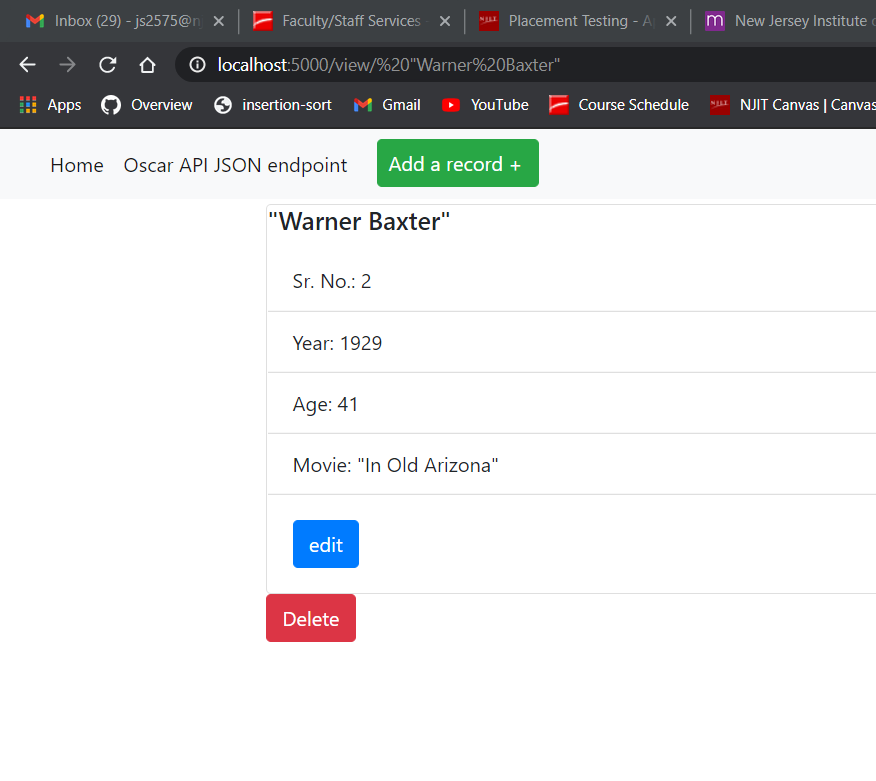 Inbox (29) - js2575@n
Faculty/Staff Services -
Placement Testing - A
New Jersey Institute
localhost:5000/view/%20"Warner%20Baxter"
Apps
Overview
insertion-sort
Gmail
YouTube
Course Schedule
NJIT Canvas | Canvas
Home
Oscar API JSON endpoint
Add a record +
"Warner Baxter"
Sr. No.: 2
Year: 1929
Age: 41
Movie: "In Old Arizona"
edit
Delete